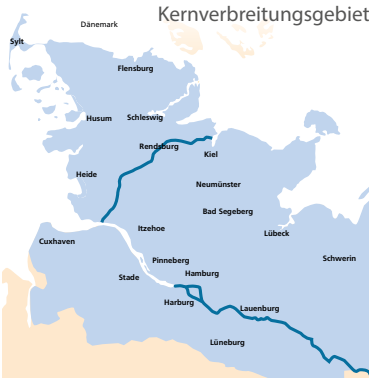 Kernverbreitungsgebiet
Dänemark
Sylt
Flensburg
Husum
Schleswig
Rendsburg
Kiel
Heide
Neumünster
Bad Segeberg
Itzehoe
Lübeck
Cuxhaven
Pinneberg
Schwerin
Stade
Hamburg
Harburg
Lauenburg
Lüneburg